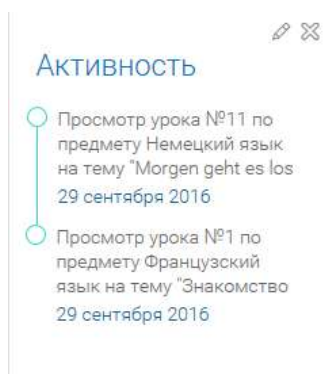 Активность
Просмотр урока №11 по
предмету Немецкий язык
на тему "Morgen geht es los
29 сентября 2016
Просмотр урока №1 по
предмету Французский
язык на тему "Знакомство
29 сентября 2016